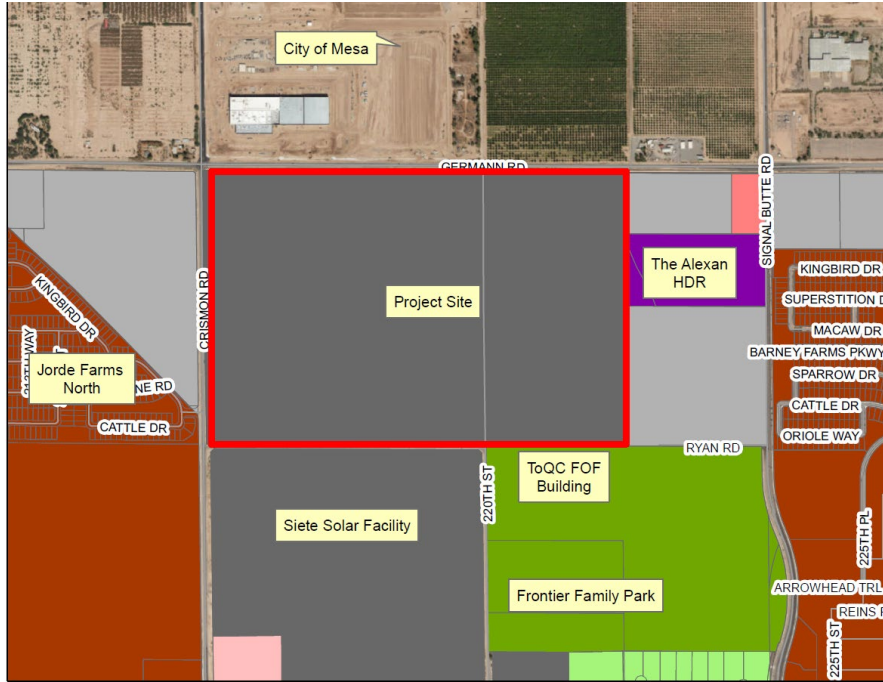 City of Mesa
GERMANN RD
SIGNAL BUTTE RD
CRISMON RD
KINGBIRD DR
The Alexan
HDR
KINGBIRD DR
SUPERSTITION D
Project Site
MACAW DR
BARNEY FARMS PKWY
213TH WAY
Jorde Farms
North
NE RD
SPARROW DR
CATTLE DR
CATTLE DR
ORIOLE WAY
RYAN RD
ToQC FOF
Building
220TH ST
Siete Solar Facility
225TH PL
Frontier Family Park
ARROWHEAD TRL
REINS
225TH ST